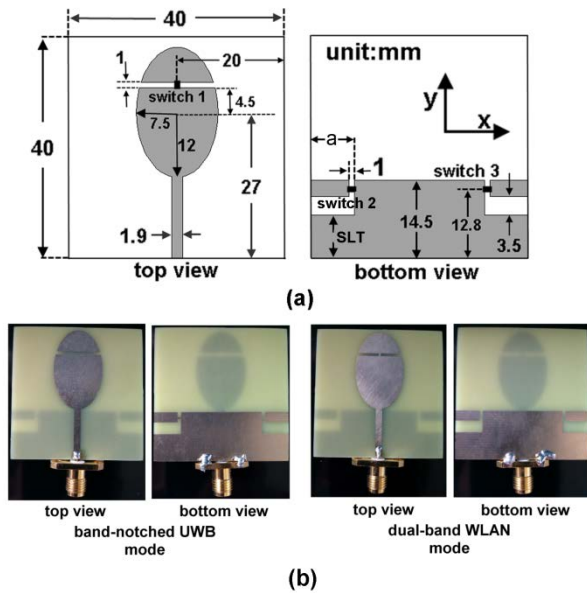 40
1
20
switch 1
4.5
7.5
12
40
27
1.9
top view
unit:mm
y
x
a
1
switch 3
switch 2
SLT
14.5
12.8
3.5
bottom view
(a)
top view
bottom view
band-notched UWB
mode
top view
bottom view
dual-band WLAN
mode
(b)